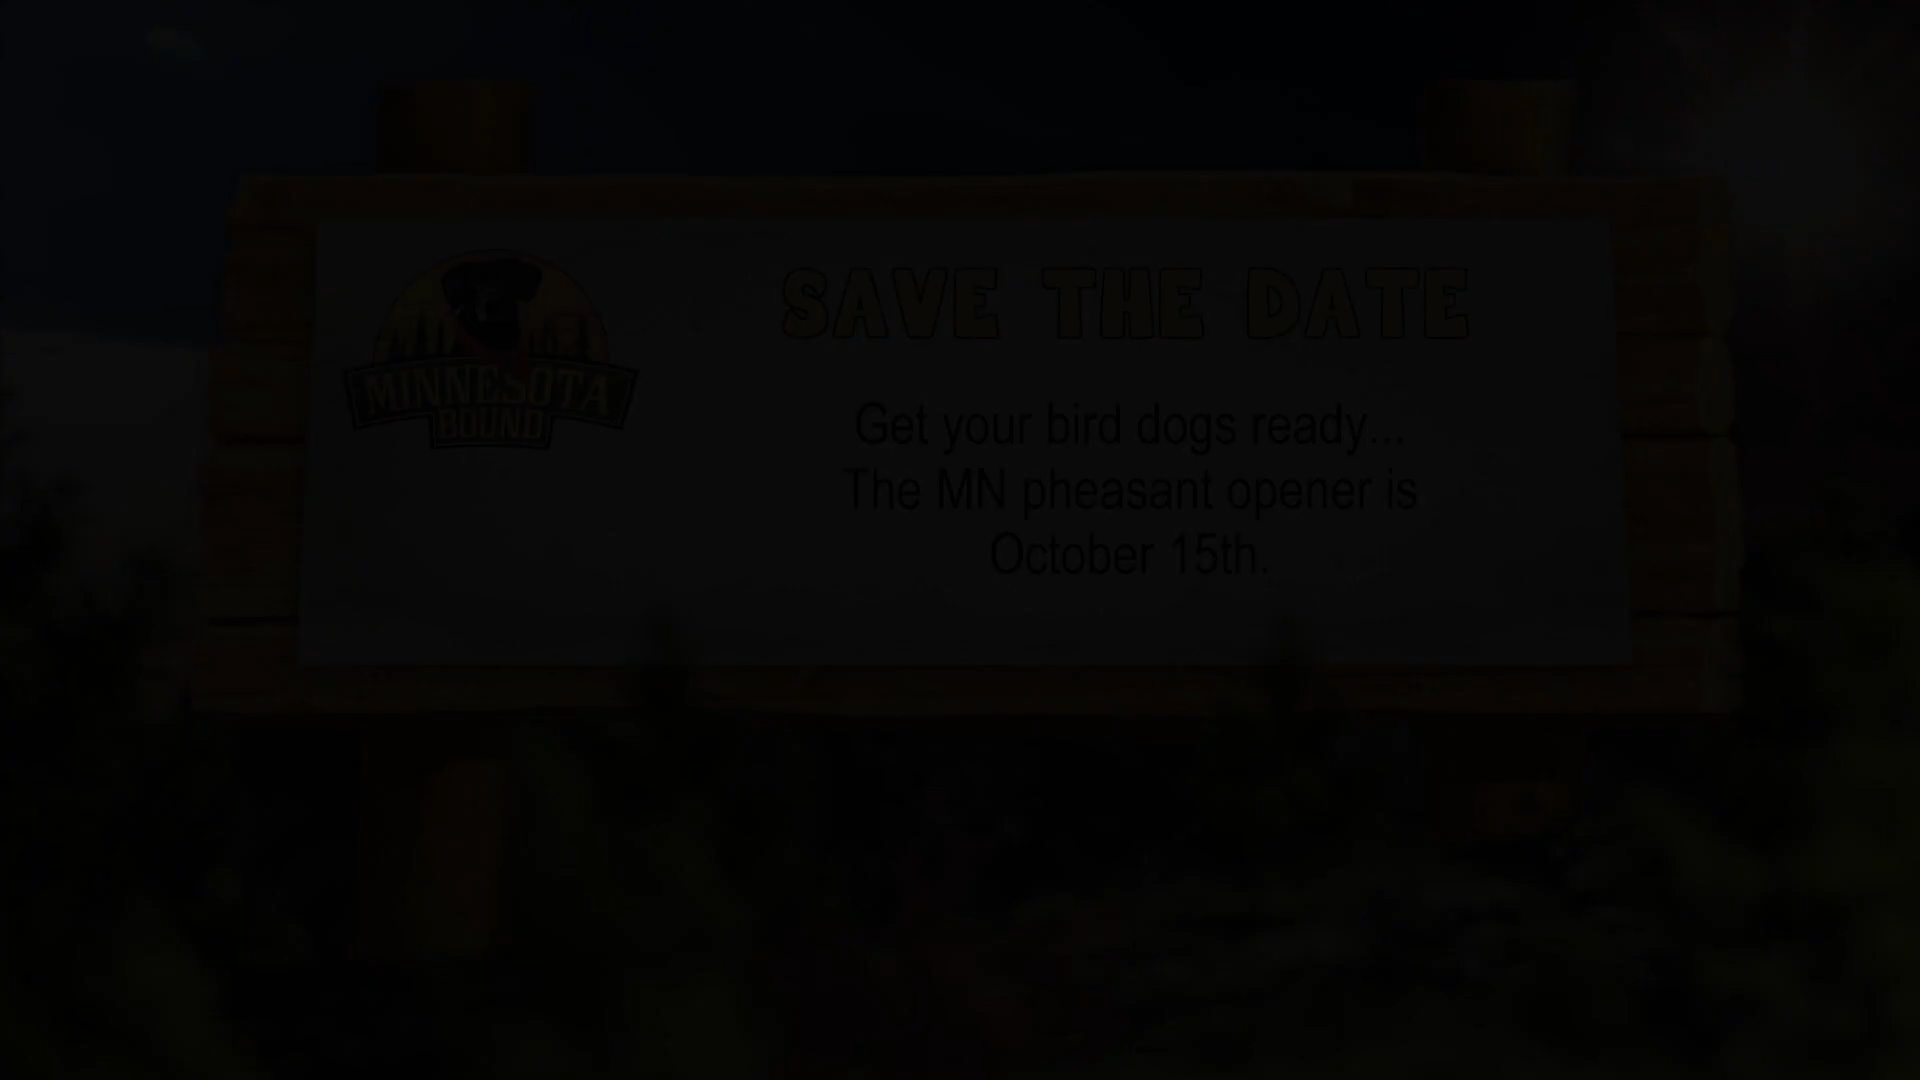 SAVE THE DATE
MINNESOTA
BOUND
Get your bird dogs ready...
The MN pheasant opener is
October 15th.